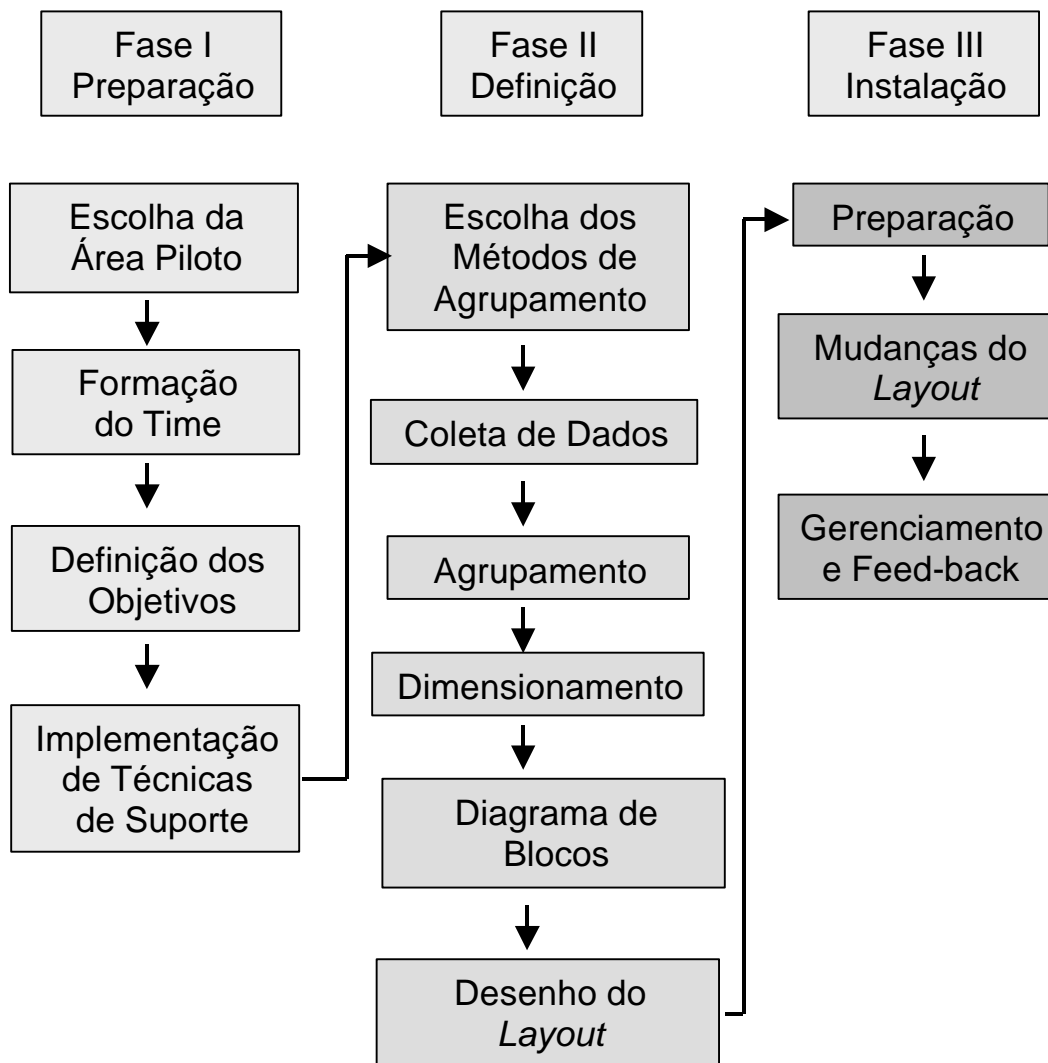 Fase I
Preparação
Fase II
Definição
Fase III
Instalação
Escolha da
Área Piloto
Formação
do Time
Definição dos
Objetivos
Implementação
de Técnicas
de Suporte
Escolha dos
Métodos de
Agrupamento
Coleta de Dados
Agrupamento
Dimensionamento
Diagrama de
Blocos
Desenho do
Layout
Preparação
Mudanças do
Layout
Gerenciamento
e Feed-back